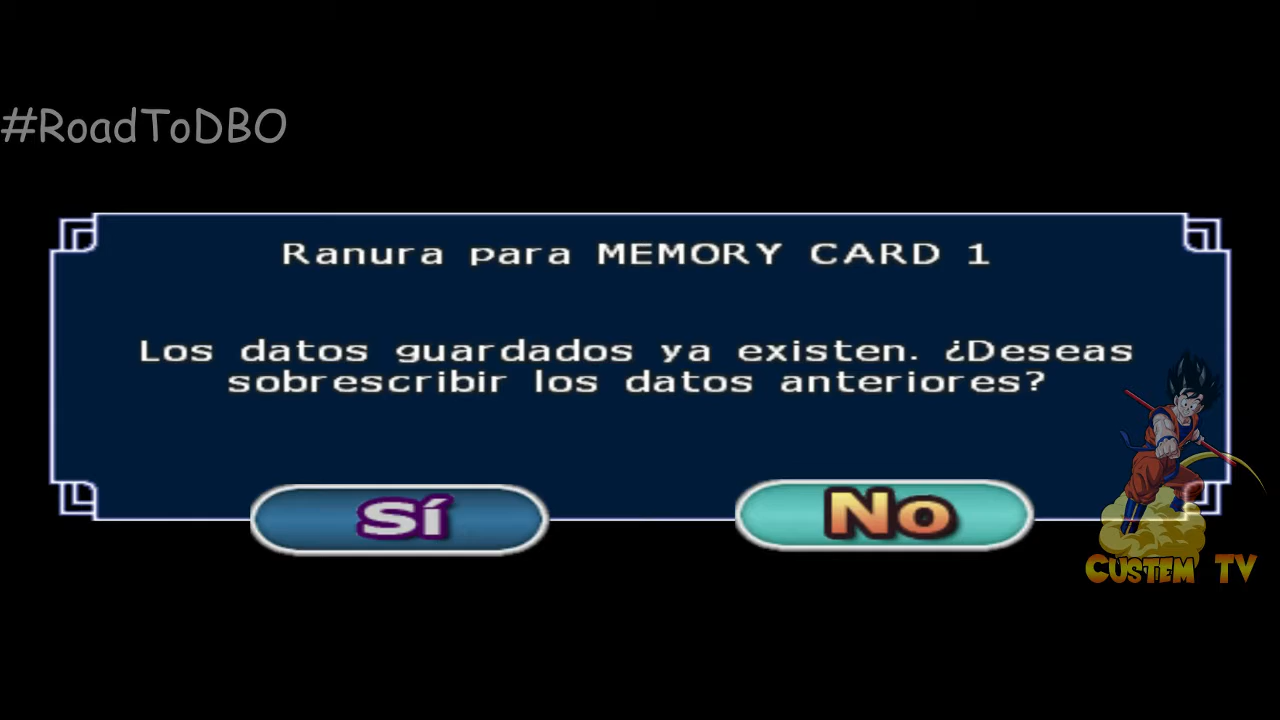 #RoadToDBO
Ranura para MEMORY CARD 1
Los datos guardados ya existen. ¿Deseas
sobrescribir los datos anteriores?
Sí
No
CUSTEM TV